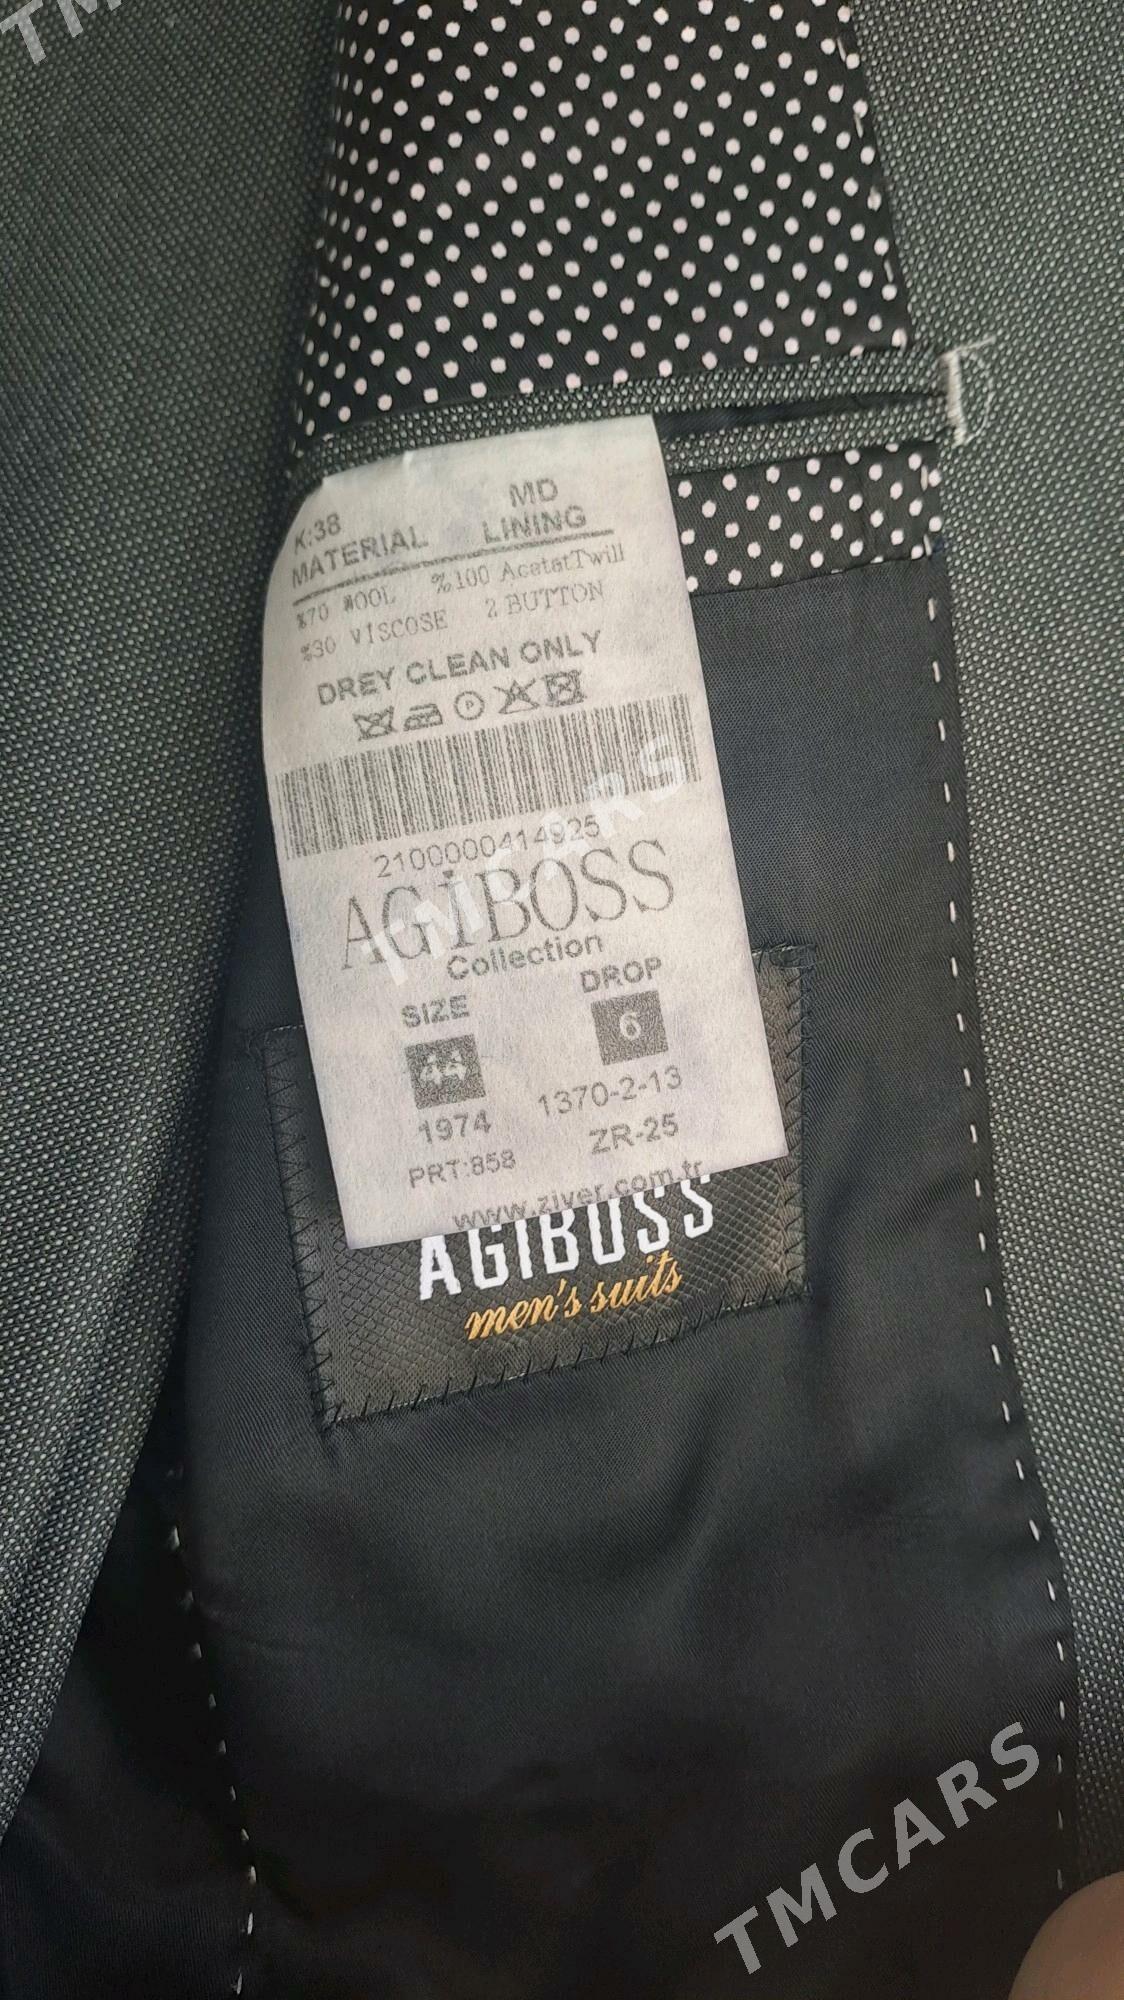 TM
K:38 MD
MATERIAL LINING
%70 WOOL %100 AcatatTwill
%30 VISCOSE 2 BUTTON
DREY CLEAN ONLY
2100000414925
AGİBOSS
Collection
SIZE DROP
44 6
1974 1370-2-13
PRT:858 ZR-25
www.ziver.com.tr
AGIBOSS
men's suits
TMCARS
TMCARS